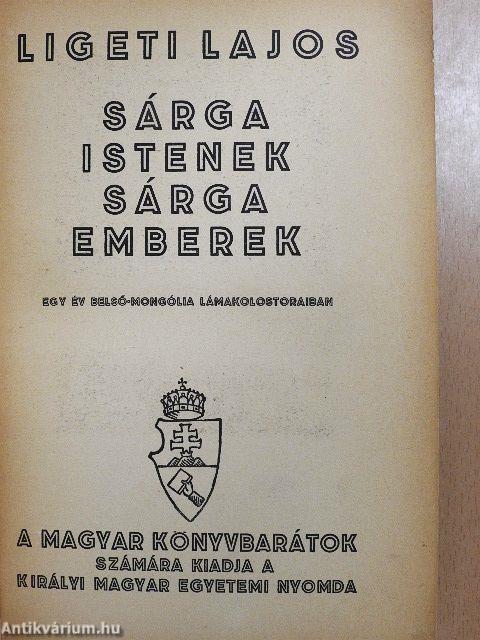 LIGETI LAJOS
SÁRGA
ISTENEK
SÁRGA
EMBEREK
EGY ÉV BELSŐ-MONGÓLIA LÁMAKOLOSTORAIBAN
A MAGYAR KÖNYVBARÁTOK
SZÁMÁRA KIADJA A
KIRÁLYI MAGYAR EGYETEMI NYOMDA
Antikvárium.hu